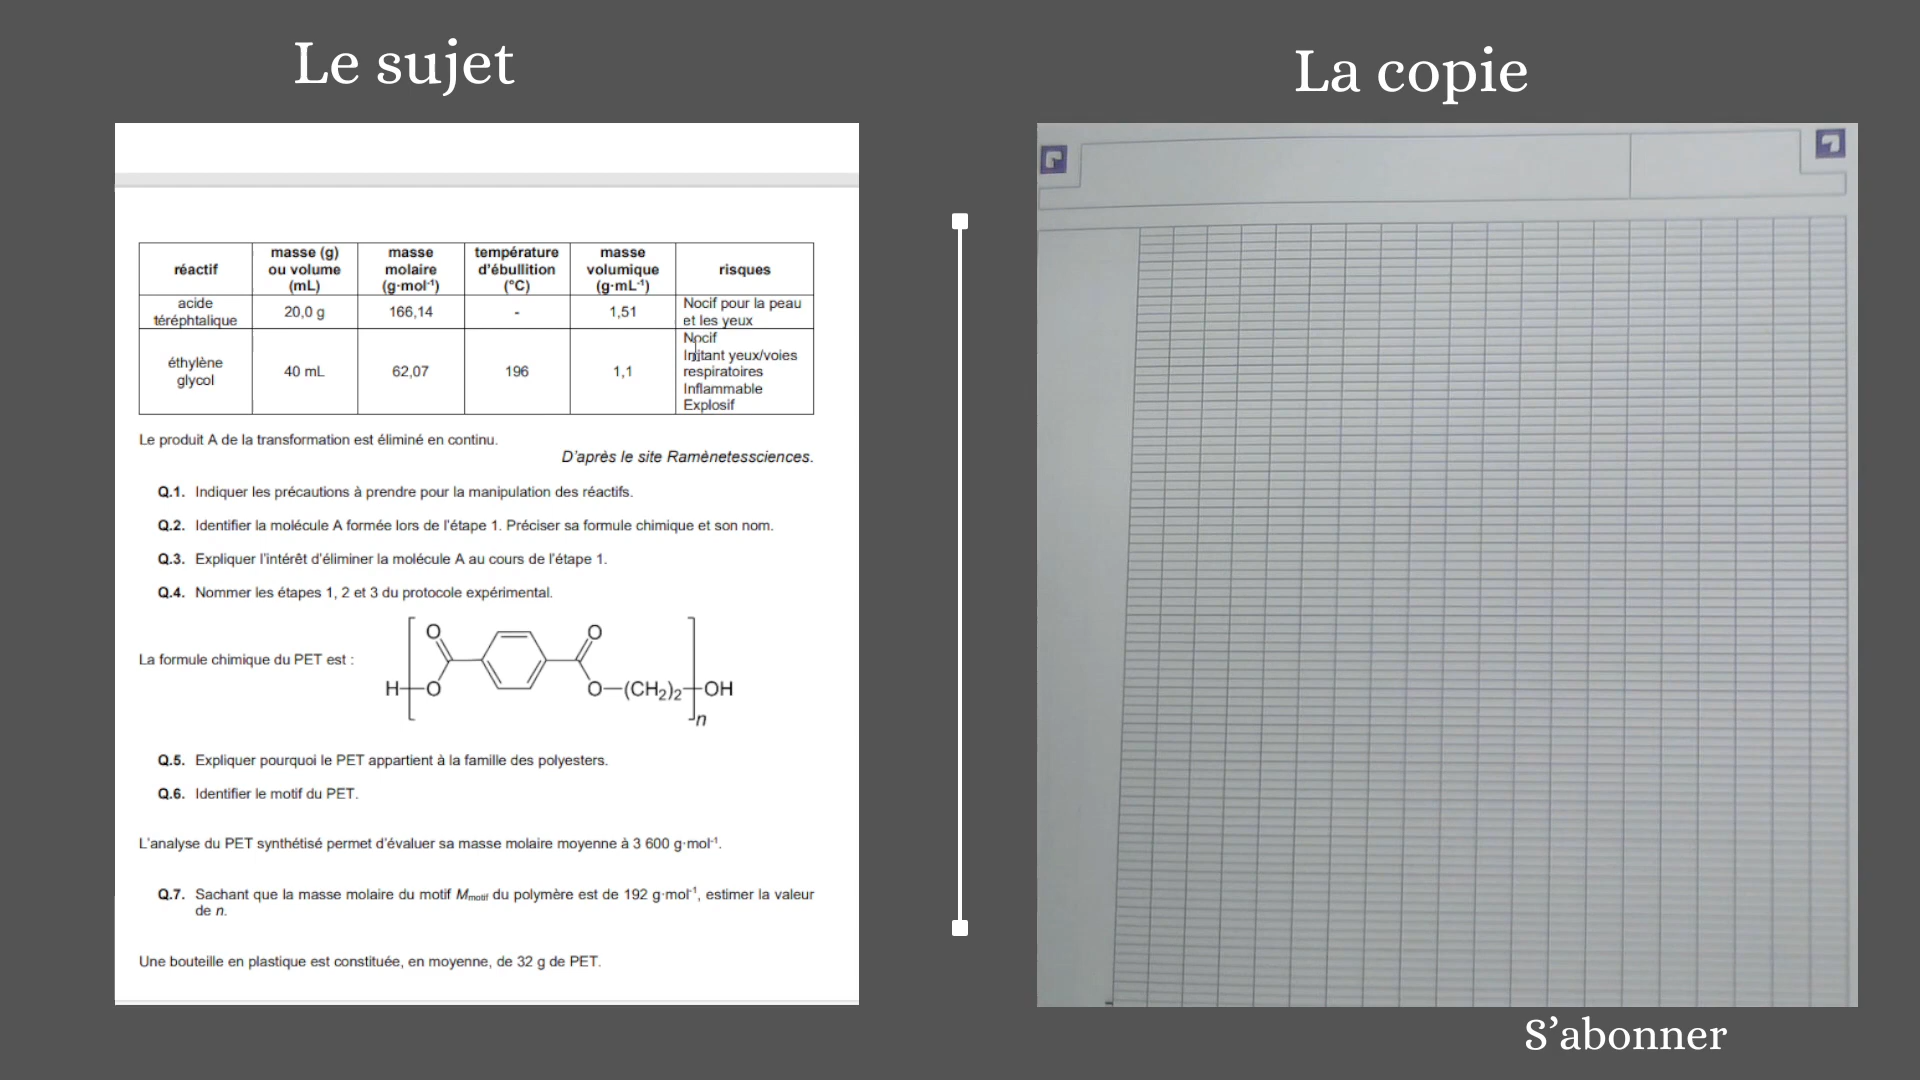 Le sujet
La copie
réactif
masse (g)
ou volume
(mL)
masse
molaire
(g·mol⁻¹)
température
d'ébullition
(°C)
masse
volumique
(g·mL⁻¹)
risques
acide
téréphtalique
20,0 g
166,14
-
1,51
Nocif pour la peau
et les yeux
éthylène
glycol
40 mL
62,07
196
1,1
Nocif
Irritant yeux/voies
respiratoires
Inflammable
Explosif
Le produit A de la transformation est éliminé en continu.
D'après le site Ramènetessciences.
Q.1. Indiquer les précautions à prendre pour la manipulation des réactifs.
Q.2. Identifier la molécule A formée lors de l'étape 1. Préciser sa formule chimique et son nom.
Q.3. Expliquer l'intérêt d'éliminer la molécule A au cours de l'étape 1.
Q.4. Nommer les étapes 1, 2 et 3 du protocole expérimental.
La formule chimique du PET est :
O O
H O O (CH₂)₂ OH
n
Q.5. Expliquer pourquoi le PET appartient à la famille des polyesters.
Q.6. Identifier le motif du PET.
L'analyse du PET synthétisé permet d'évaluer sa masse molaire moyenne à 3 600 g·mol⁻¹.
Q.7. Sachant que la masse molaire du motif Mmotif du polymère est de 192 g·mol⁻¹, estimer la valeur
de n.
Une bouteille en plastique est constituée, en moyenne, de 32 g de PET.
S'abonner